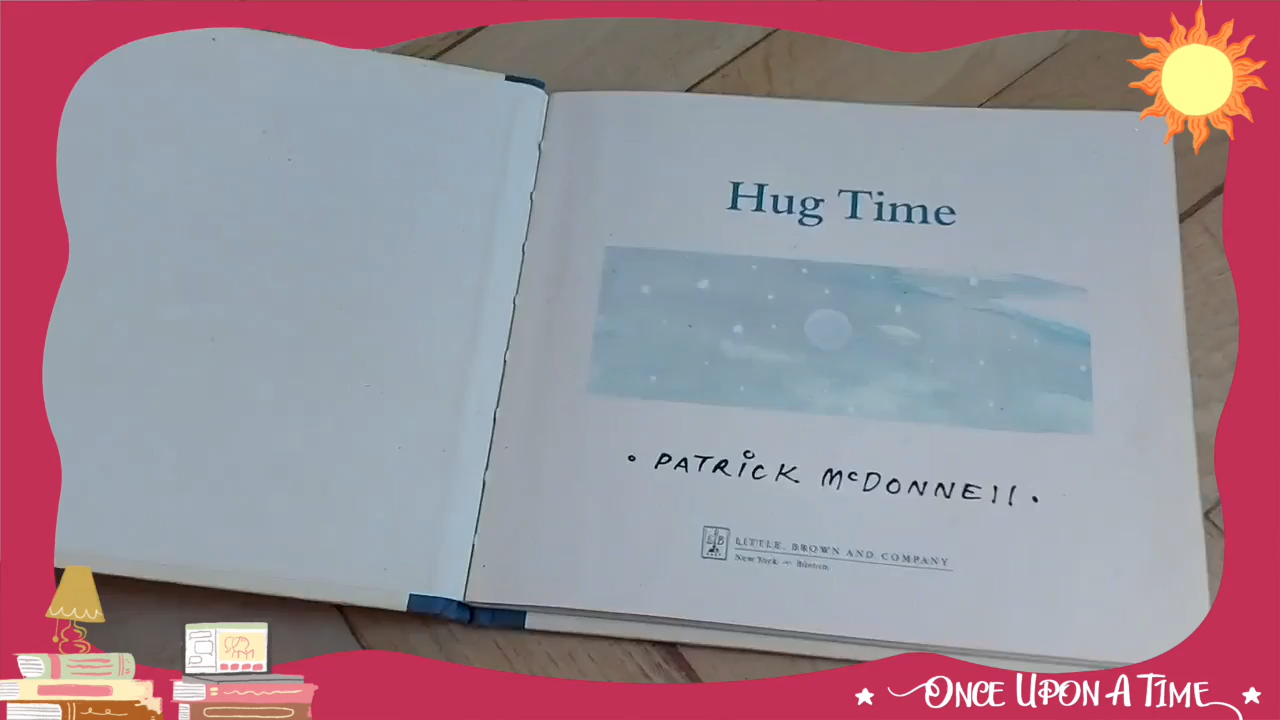 Hug Time
• PATRICK McDONNELL •
LITTLE, BROWN AND COMPANY
New York — Boston
ONCE UPON A TIME